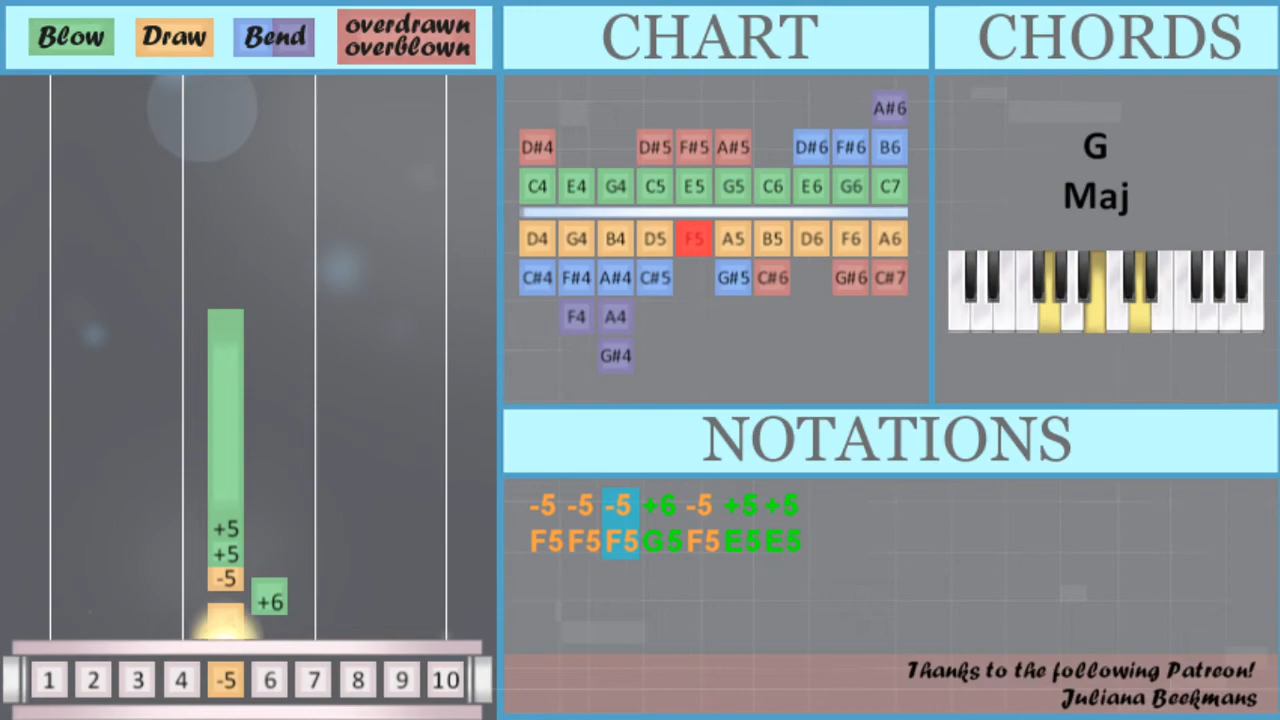 Blow Draw Bend overdrawn
overblown
CHART
CHORDS
A#6
D#4 D#5 F#5 A#5 D#6 F#6 B6
C4 E4 G4 C5 E5 G5 C6 E6 G6 C7
D4 G4 B4 D5 F5 A5 B5 D6 F6 A6
C#4 F#4 A#4 C#5 G#5 C#6 G#6 C#7
F4 A4
G#4
G
Maj
NOTATIONS
-5 -5 -5 +6 -5 +5 +5
F5 F5 F5 G5 F5 E5 E5
+5
+5
-5
+6
1 2 3 4 -5 6 7 8 9 10
Thanks to the following Patreon!
Juliana Beekmans